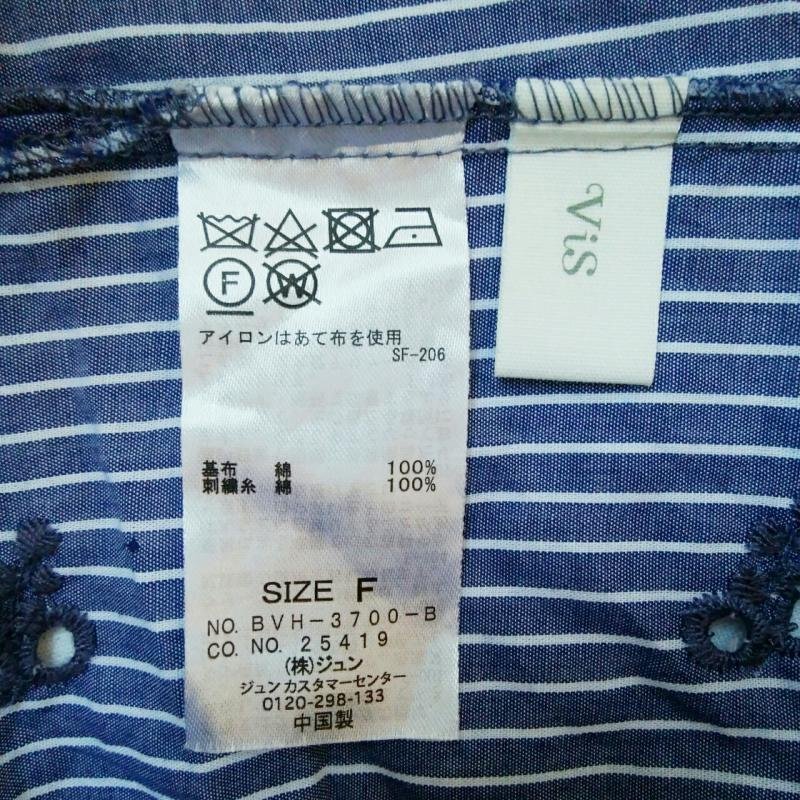 ViS
F
W
アイロンはあて布を使用
SF-206
基布 綿 100%
刺繍糸 綿 100%
SIZE F
NO. BVH-3700-B
CO. NO. 25419
(株)ジュン
ジュンカスタマーセンター
0120-298-133
中国製